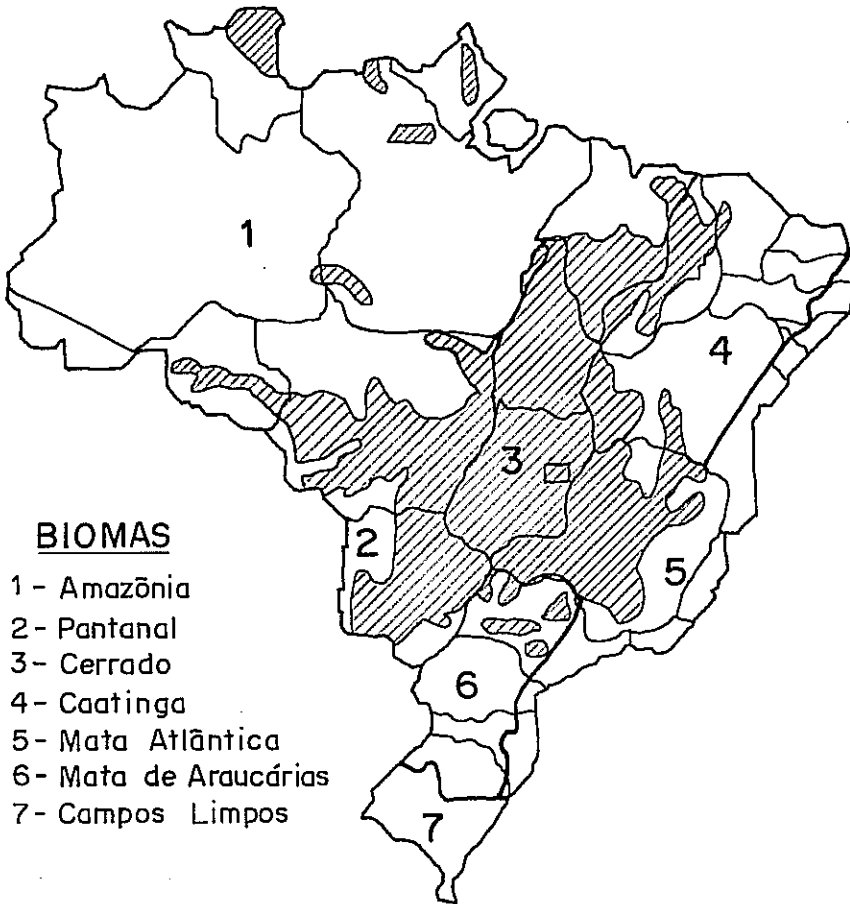 1
4
3
2
5
6
7
BIOMAS
1 - Amazônia
2 - Pantanal
3 - Cerrado
4 - Caatinga
5 - Mata Atlântica
6 - Mata de Araucárias
7 - Campos Limpos